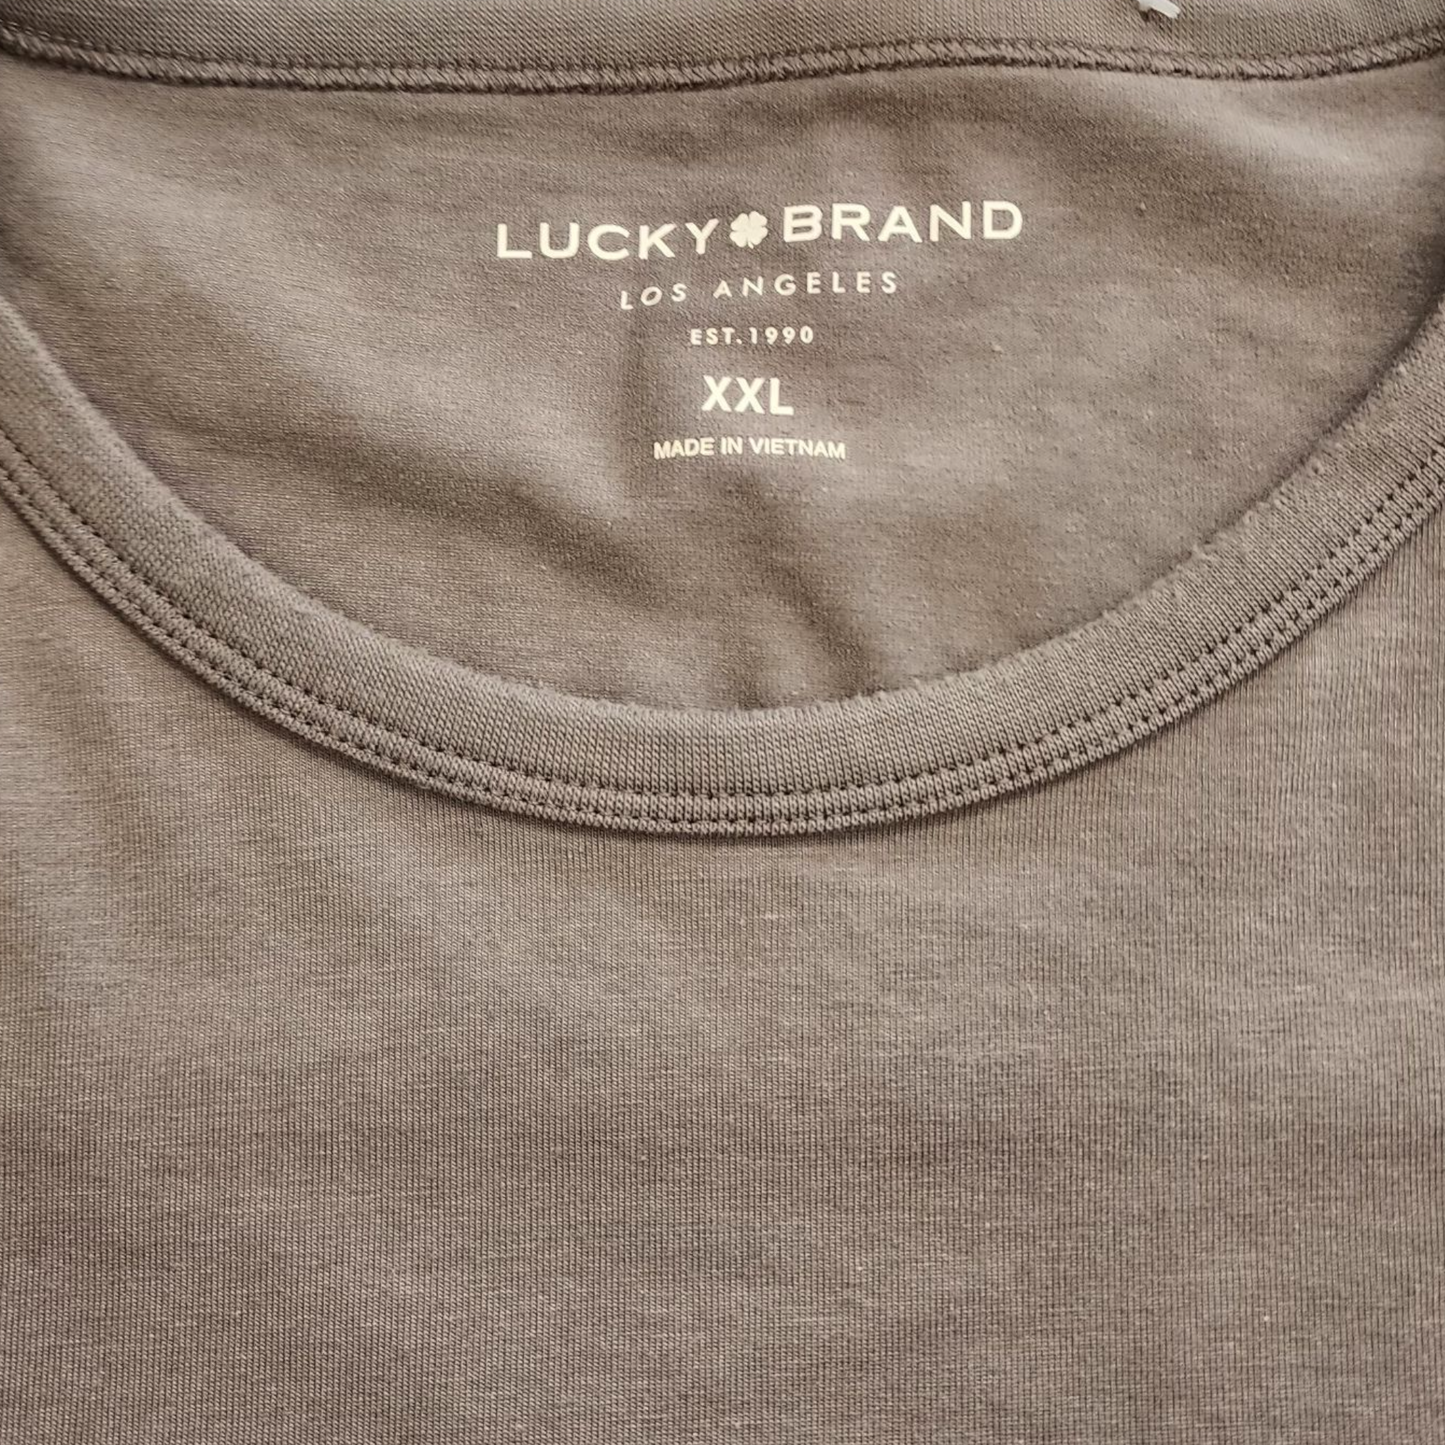 LUCKY BRAND
LOS ANGELES
EST.1990
XXL
MADE IN VIETNAM